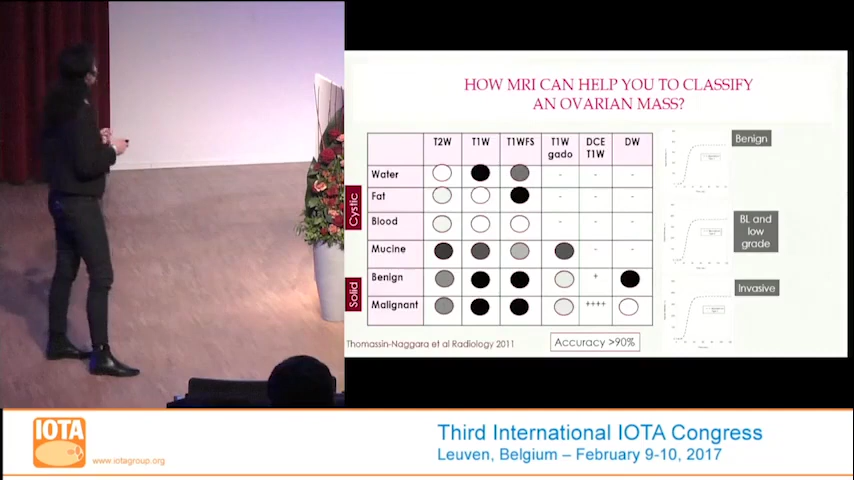 HOW MRI CAN HELP YOU TO CLASSIFY
AN OVARIAN MASS?
T2W T1W T1WFS T1W gado DCE T1W DW
Cystic
Water - - -
Fat - - -
Blood - - -
Mucine - -
Solid
Benign +
Malignant ++++
Benign
BL and
low
grade
Invasive
Thomassin-Naggara et al Radiology 2011
Accuracy >90%
IOTA
www.iotagroup.org
Third International IOTA Congress
Leuven, Belgium – February 9-10, 2017